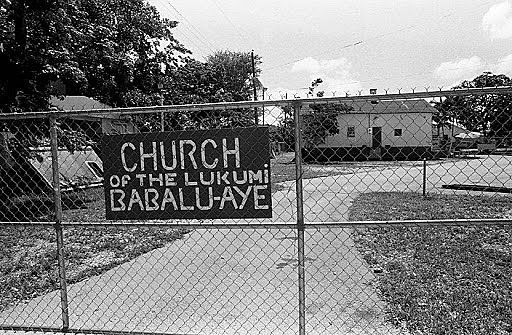 CHURCH
OF THE LUKUMi
BABALU-AYE